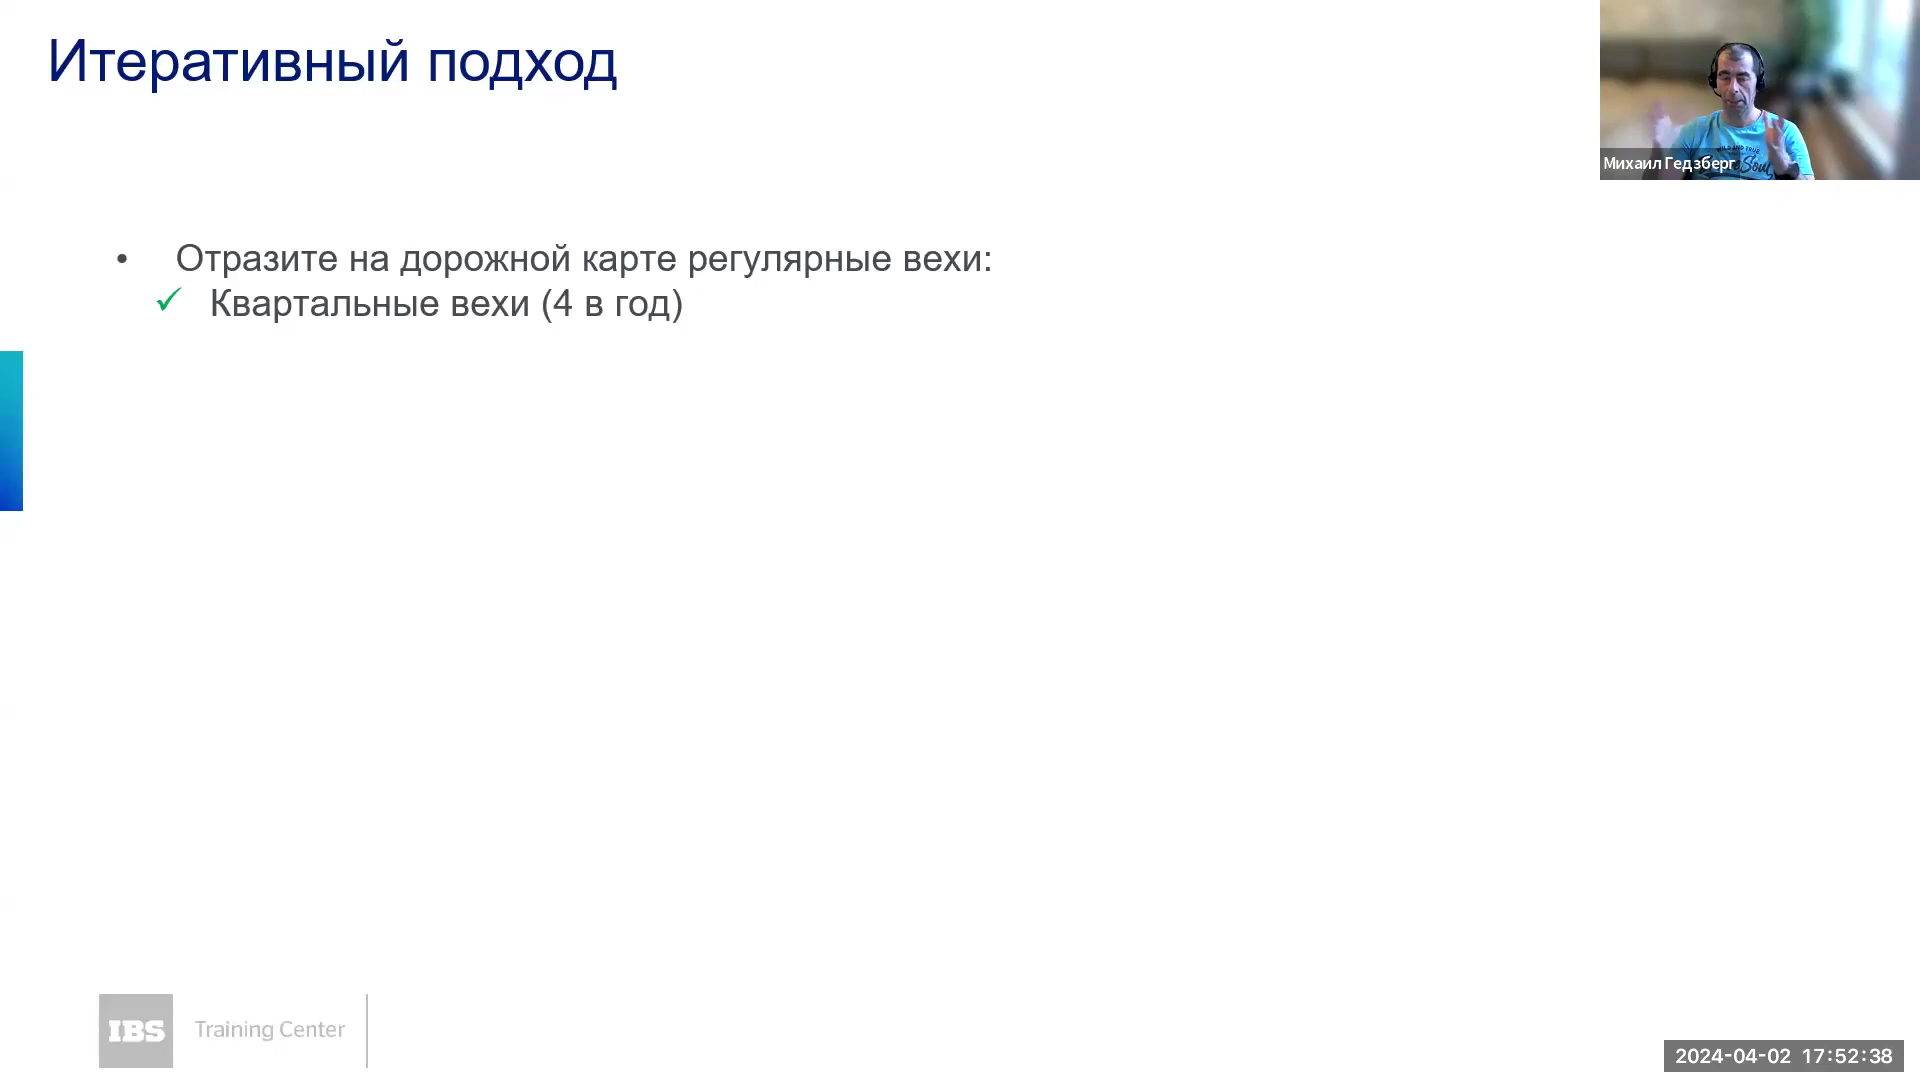 Итеративный подход
Михаил Гедзберг
• Отразите на дорожной карте регулярные вехи:
✓ Квартальные вехи (4 в год)
IBS Training Center
2024-04-02 17:52:38